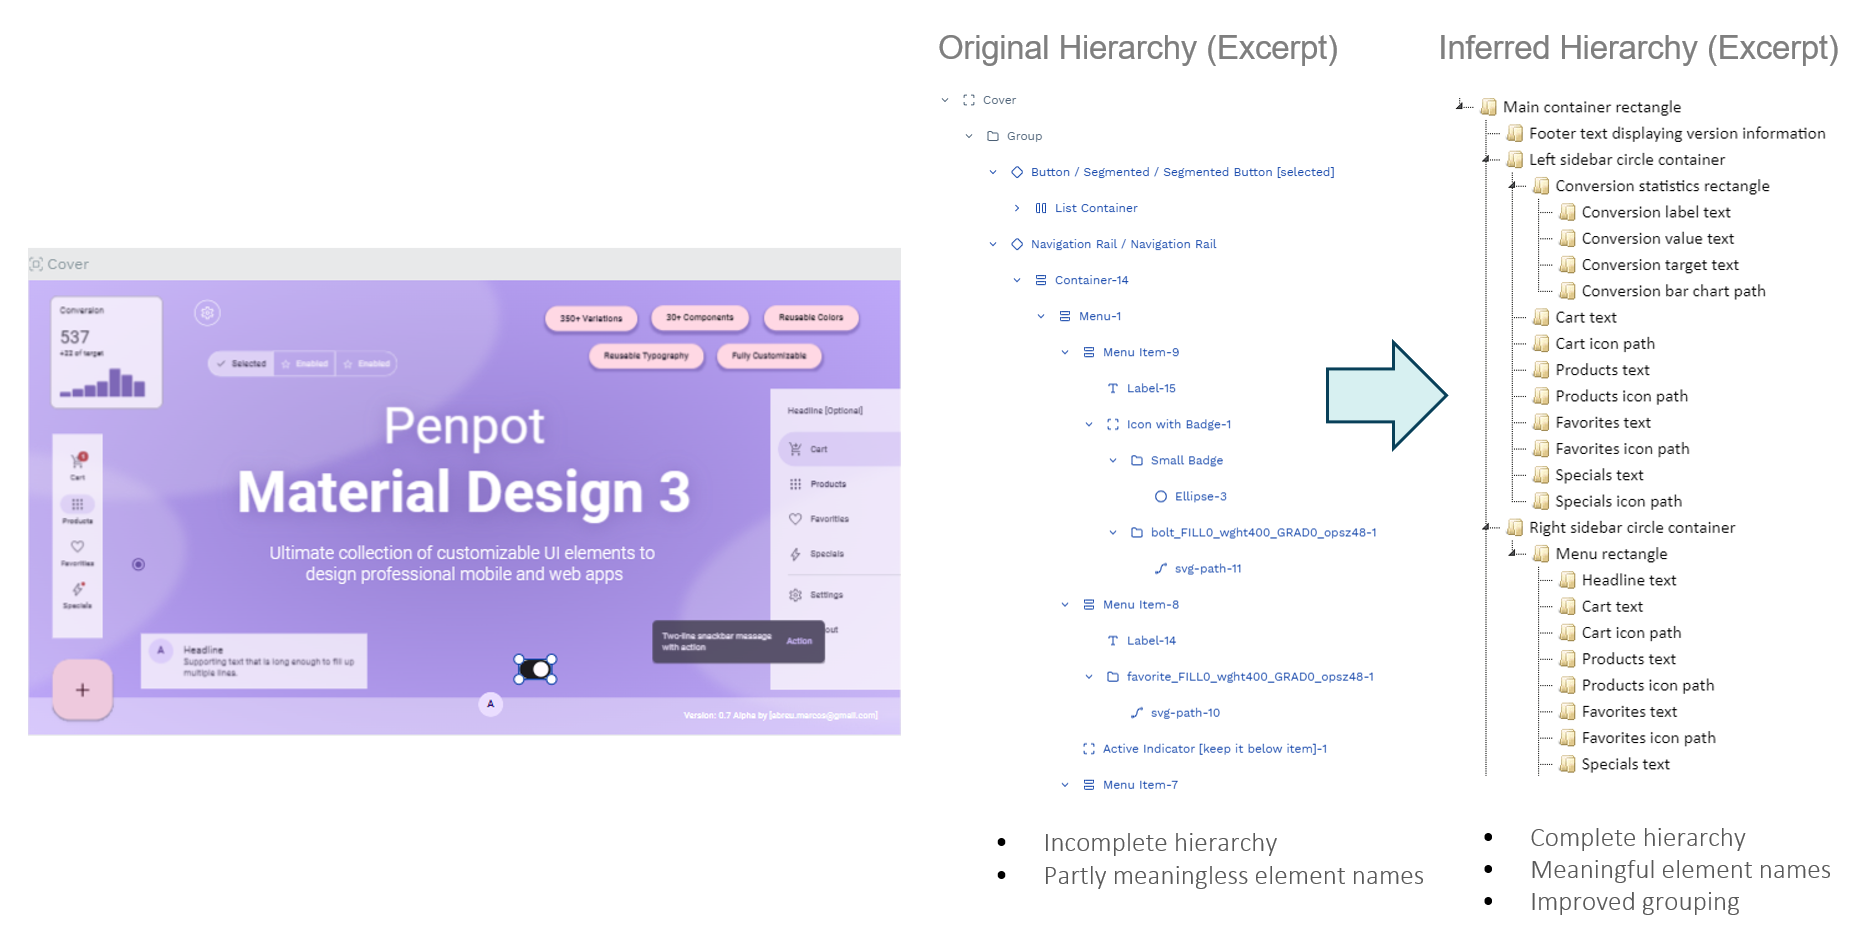 Original Hierarchy (Excerpt)
Inferred Hierarchy (Excerpt)
Cover
Conversion
537
+22 of target
Selected
Enabled
Enabled
350+ Variations
30+ Components
Reusable Colors
Reusable Typography
Fully Customizable
Penpot
Material Design 3
Ultimate collection of customizable UI elements to
design professional mobile and web apps
Cart
Products
Favorities
Specials
Headline [Optional]
Cart
Products
Favorities
Specials
Settings
out
Two-line snackbar message
with action
Action
A
Headline
Supporting text that is long enough to fill up
multiple lines.
+
A
Version: 0.7 Alpha by [abreu.marcos@gmail.com]
Cover
Group
Button / Segmented / Segmented Button [selected]
List Container
Navigation Rail / Navigation Rail
Container-14
Menu-1
Menu Item-9
Label-15
Icon with Badge-1
Small Badge
Ellipse-3
bolt_FILL0_wght400_GRAD0_opsz48-1
svg-path-11
Menu Item-8
Label-14
favorite_FILL0_wght400_GRAD0_opsz48-1
svg-path-10
Active Indicator [keep it below item]-1
Menu Item-7
• Incomplete hierarchy
• Partly meaningless element names
Main container rectangle
Footer text displaying version information
Left sidebar circle container
Conversion statistics rectangle
Conversion label text
Conversion value text
Conversion target text
Conversion bar chart path
Cart text
Cart icon path
Products text
Products icon path
Favorites text
Favorites icon path
Specials text
Specials icon path
Right sidebar circle container
Menu rectangle
Headline text
Cart text
Cart icon path
Products text
Products icon path
Favorites text
Favorites icon path
Specials text
• Complete hierarchy
• Meaningful element names
• Improved grouping